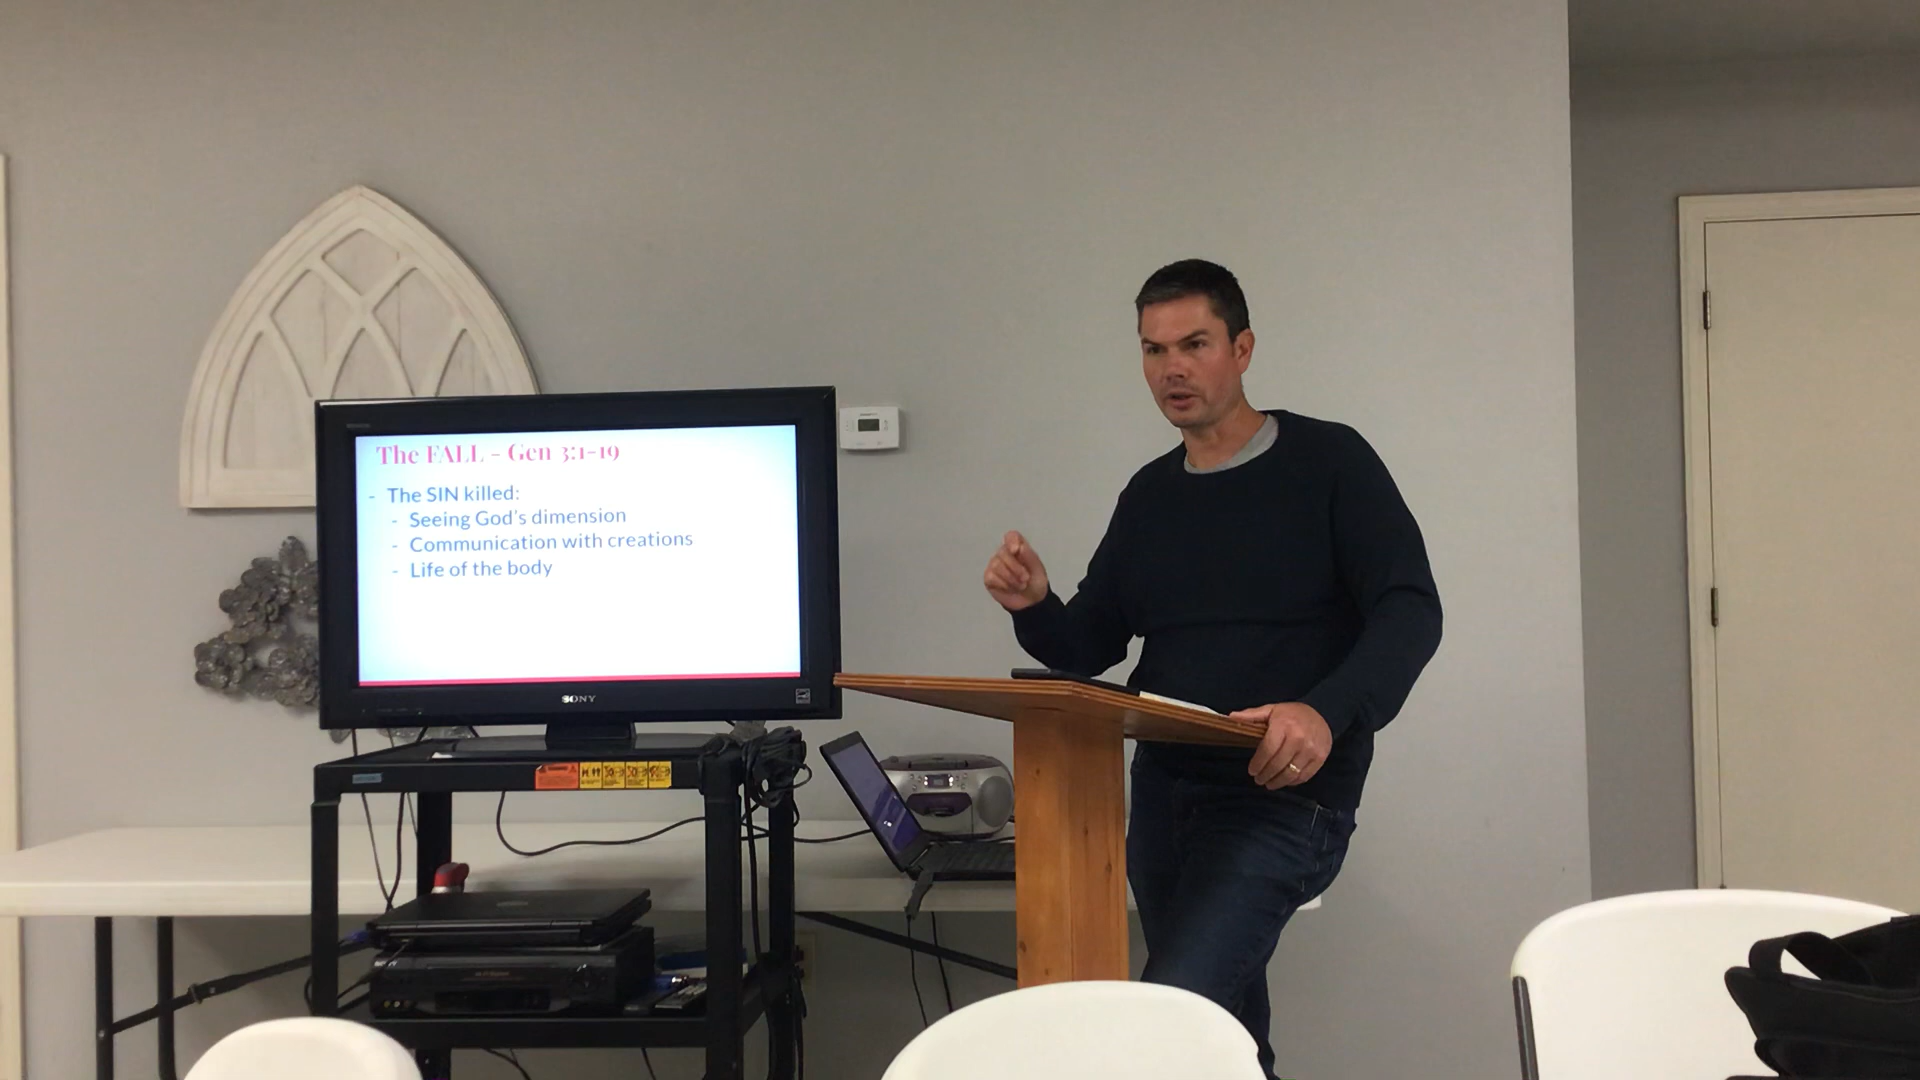 The FALL - Gen 3:1-19
- The SIN killed:
- Seeing God's dimension
- Communication with creations
- Life of the body
SONY